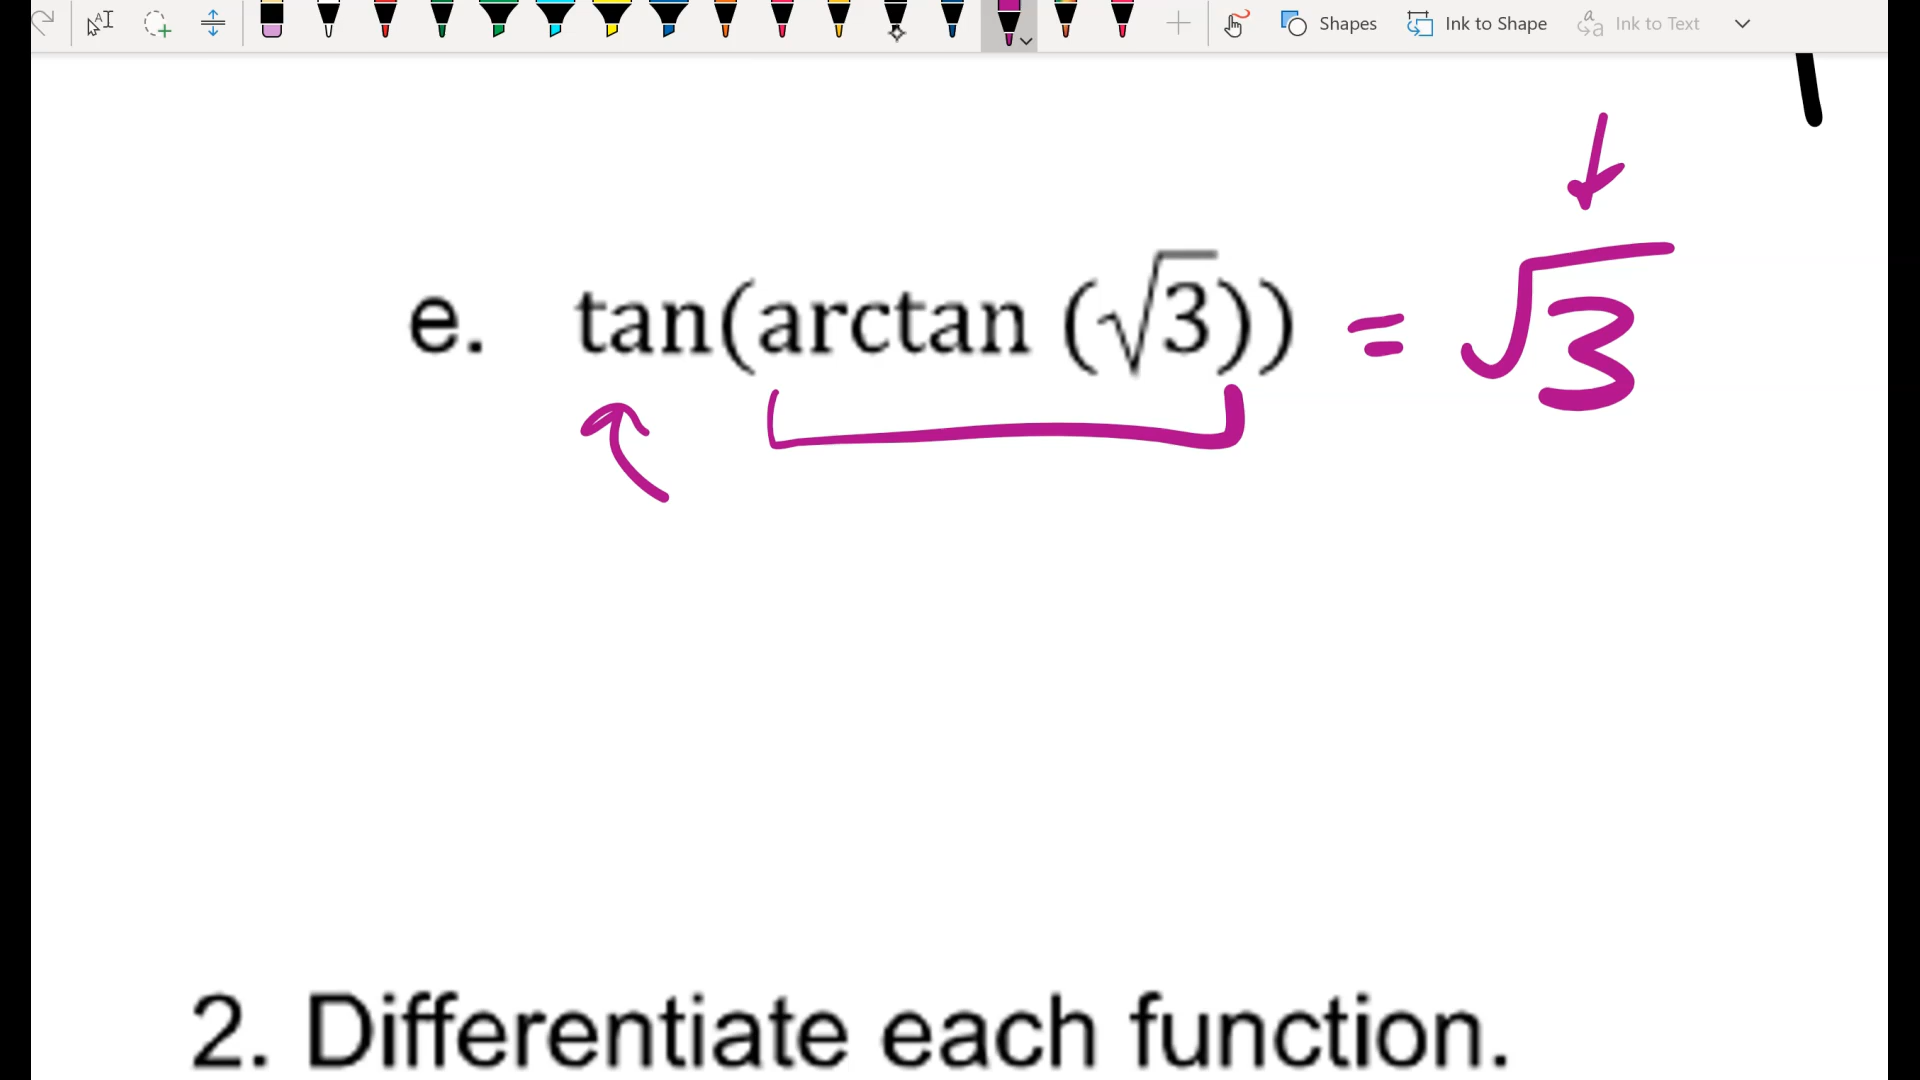 Shapes Ink to Shape Ink to Text
e. tan(arctan (√3)) = √3
2. Differentiate each function.